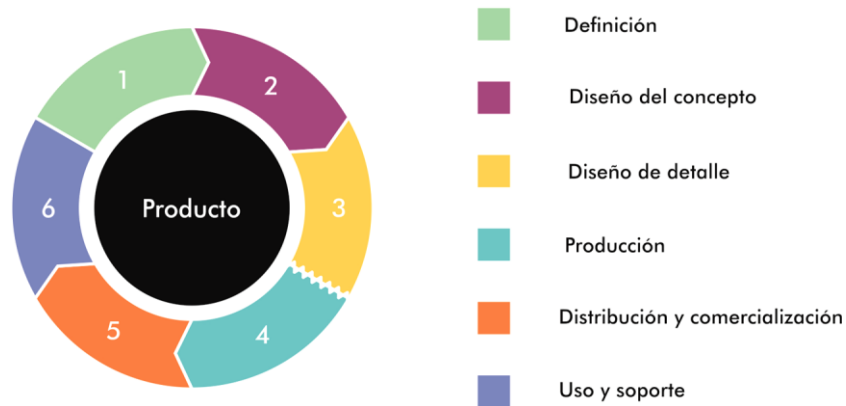 1
2
3
4
5
6
Producto
Definición
Diseño del concepto
Diseño de detalle
Producción
Distribución y comercialización
Uso y soporte